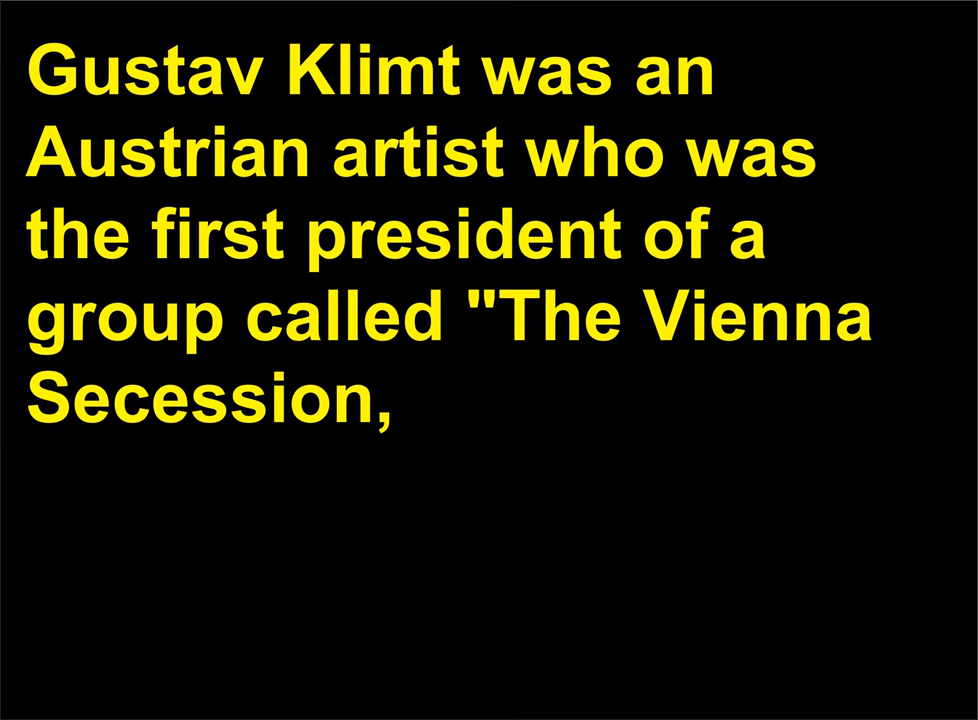 Gustav Klimt was an
Austrian artist who was
the first president of a
group called "The Vienna
Secession,